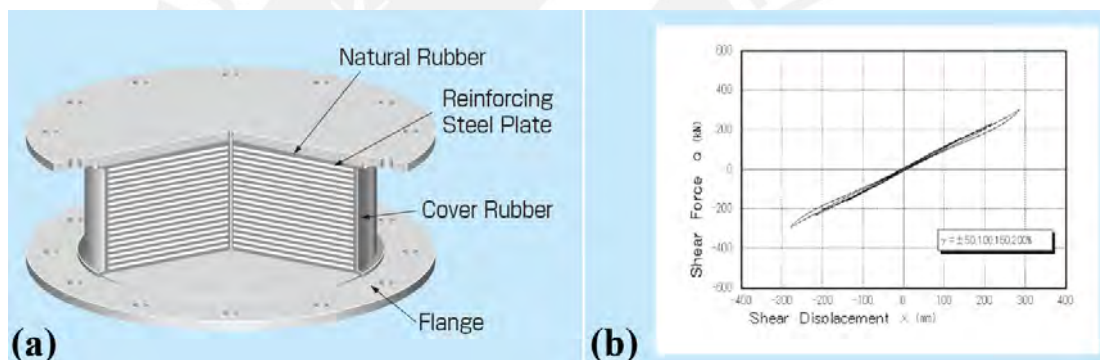 Natural Rubber
Reinforcing
Steel Plate
Cover Rubber
Flange
(a)
Shear Force Q (kN)
600
400
200
0
-200
-400
-600
γ=±50,100,150,200%
-400 -300 -200 -100 0 100 200 300 400
Shear Displacement X (mm)
(b)